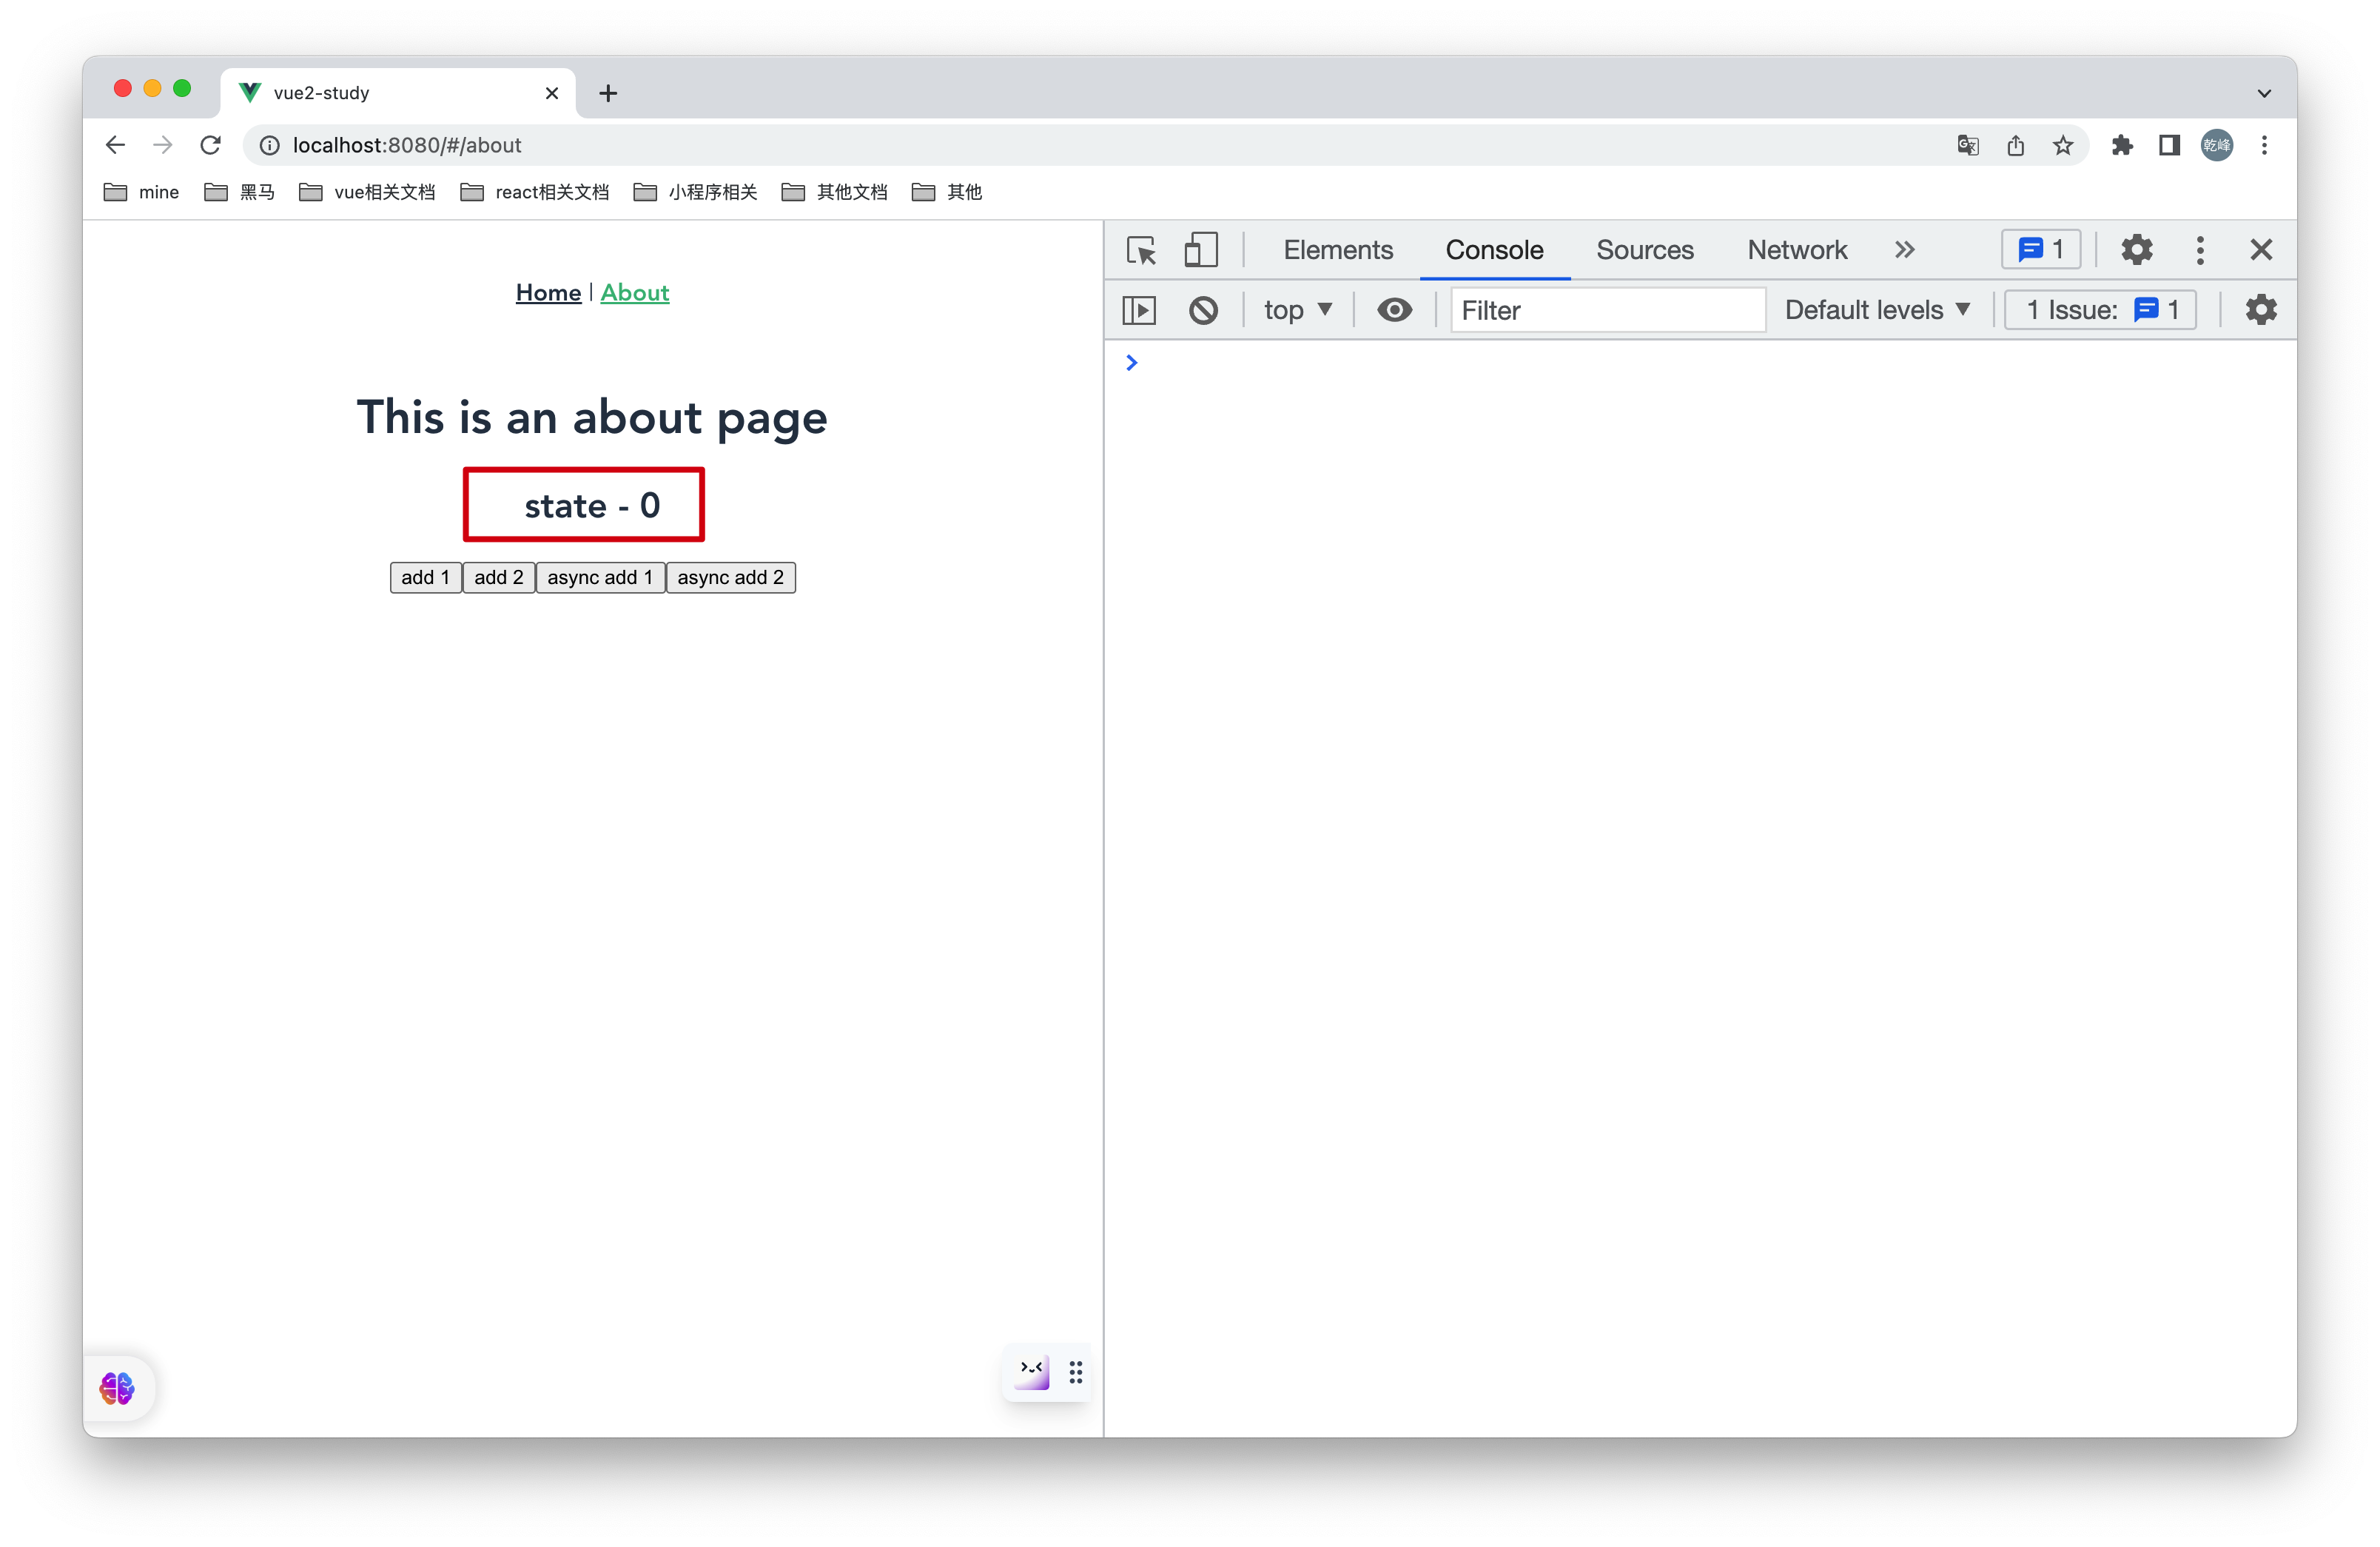 vue2-study
localhost:8080/#/about
乾峰
mine 黑马 vue相关文档 react相关文档 小程序相关 其他文档 其他
Home | About
This is an about page
state - 0
add 1 add 2 async add 1 async add 2
Elements Console Sources Network 1
top Filter Default levels 1 Issue: 1